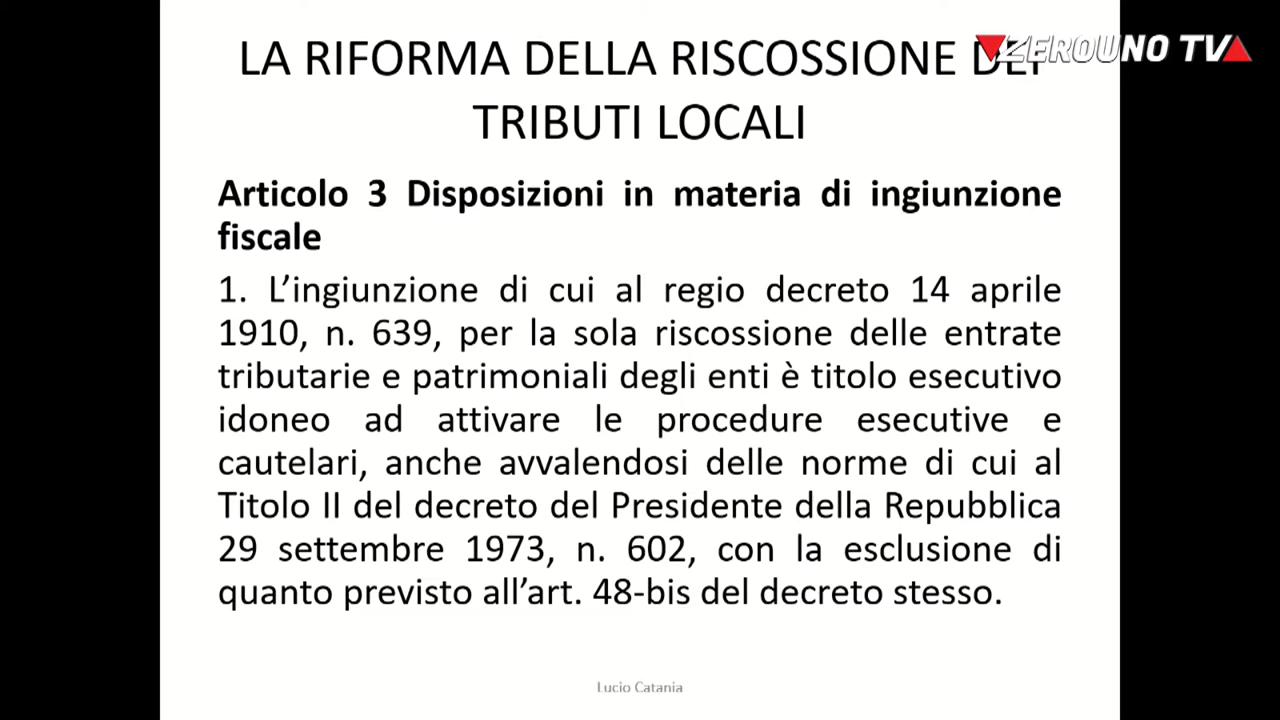 LA RIFORMA DELLA RISCOSSIONE DEI
TRIBUTI LOCALI
ZEROUNO TV
Articolo 3 Disposizioni in materia di ingiunzione
fiscale
1. L’ingiunzione di cui al regio decreto 14 aprile
1910, n. 639, per la sola riscossione delle entrate
tributarie e patrimoniali degli enti è titolo esecutivo
idoneo ad attivare le procedure esecutive e
cautelari, anche avvalendosi delle norme di cui al
Titolo II del decreto del Presidente della Repubblica
29 settembre 1973, n. 602, con la esclusione di
quanto previsto all’art. 48-bis del decreto stesso.
Lucio Catania